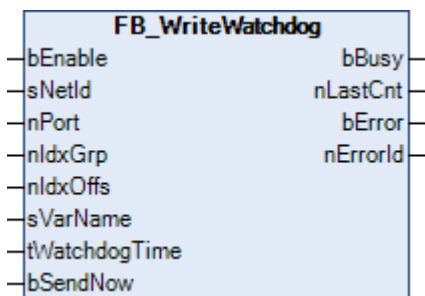 FB_WriteWatchdog
bEnable bBusy
sNetId nLastCnt
nPort bError
nIdxGrp nErrorId
nIdxOffs
sVarName
tWatchdogTime
bSendNow